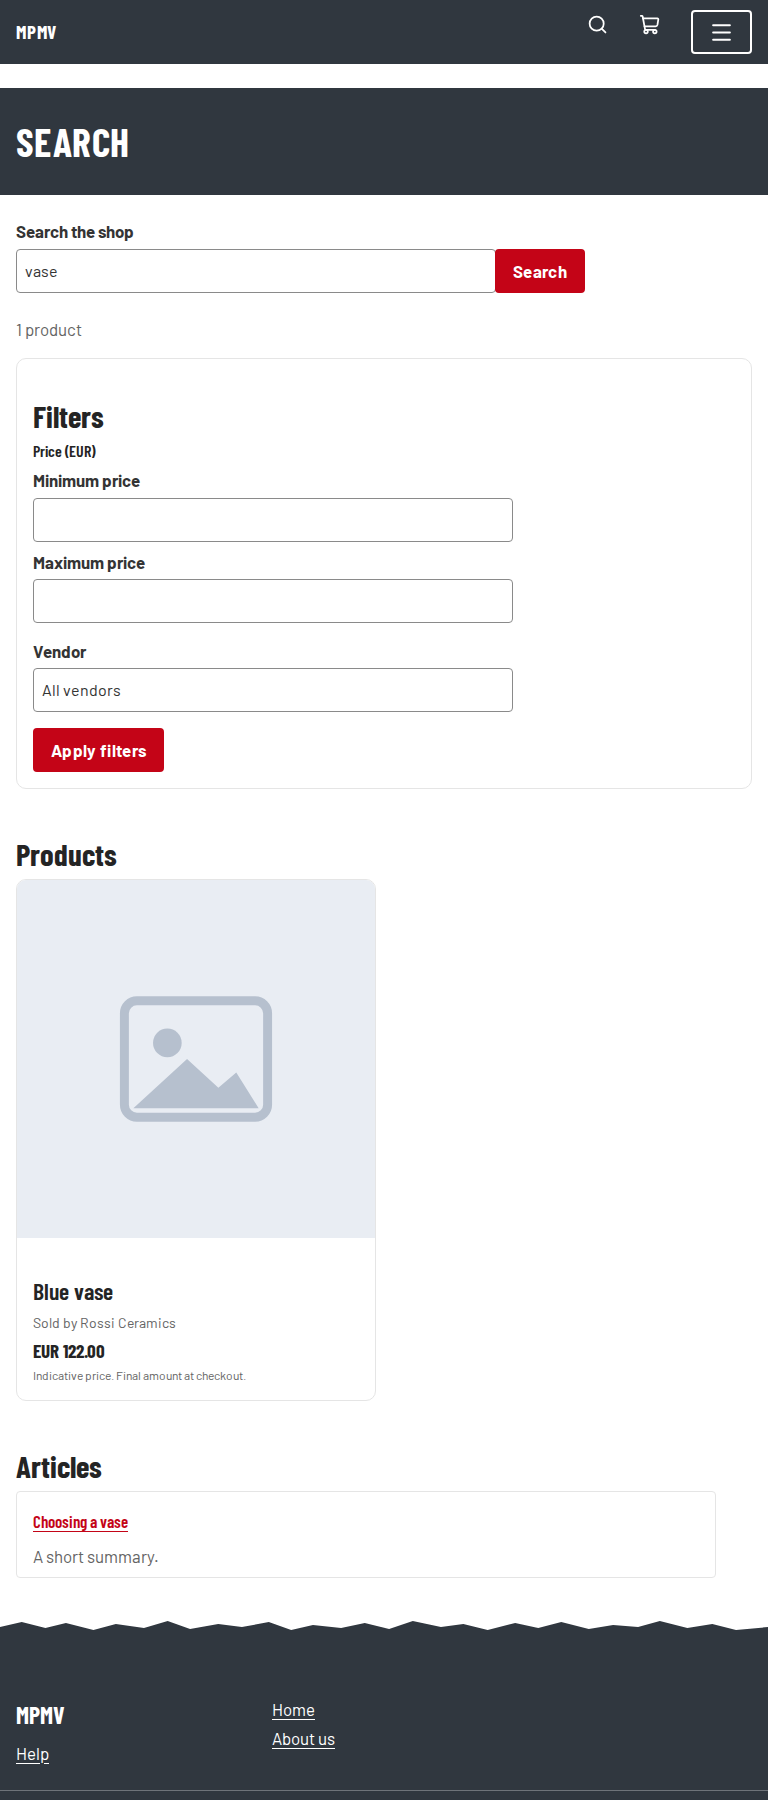 MPMV
SEARCH
Search the shop
vase
Search
1 product
Filters
Price (EUR)
Minimum price
Maximum price
Vendor
All vendors
Apply filters
Products
Blue vase
Sold by Rossi Ceramics
EUR 122.00
Indicative price. Final amount at checkout.
Articles
Choosing a vase
A short summary.
MPMV
Help
Home
About us